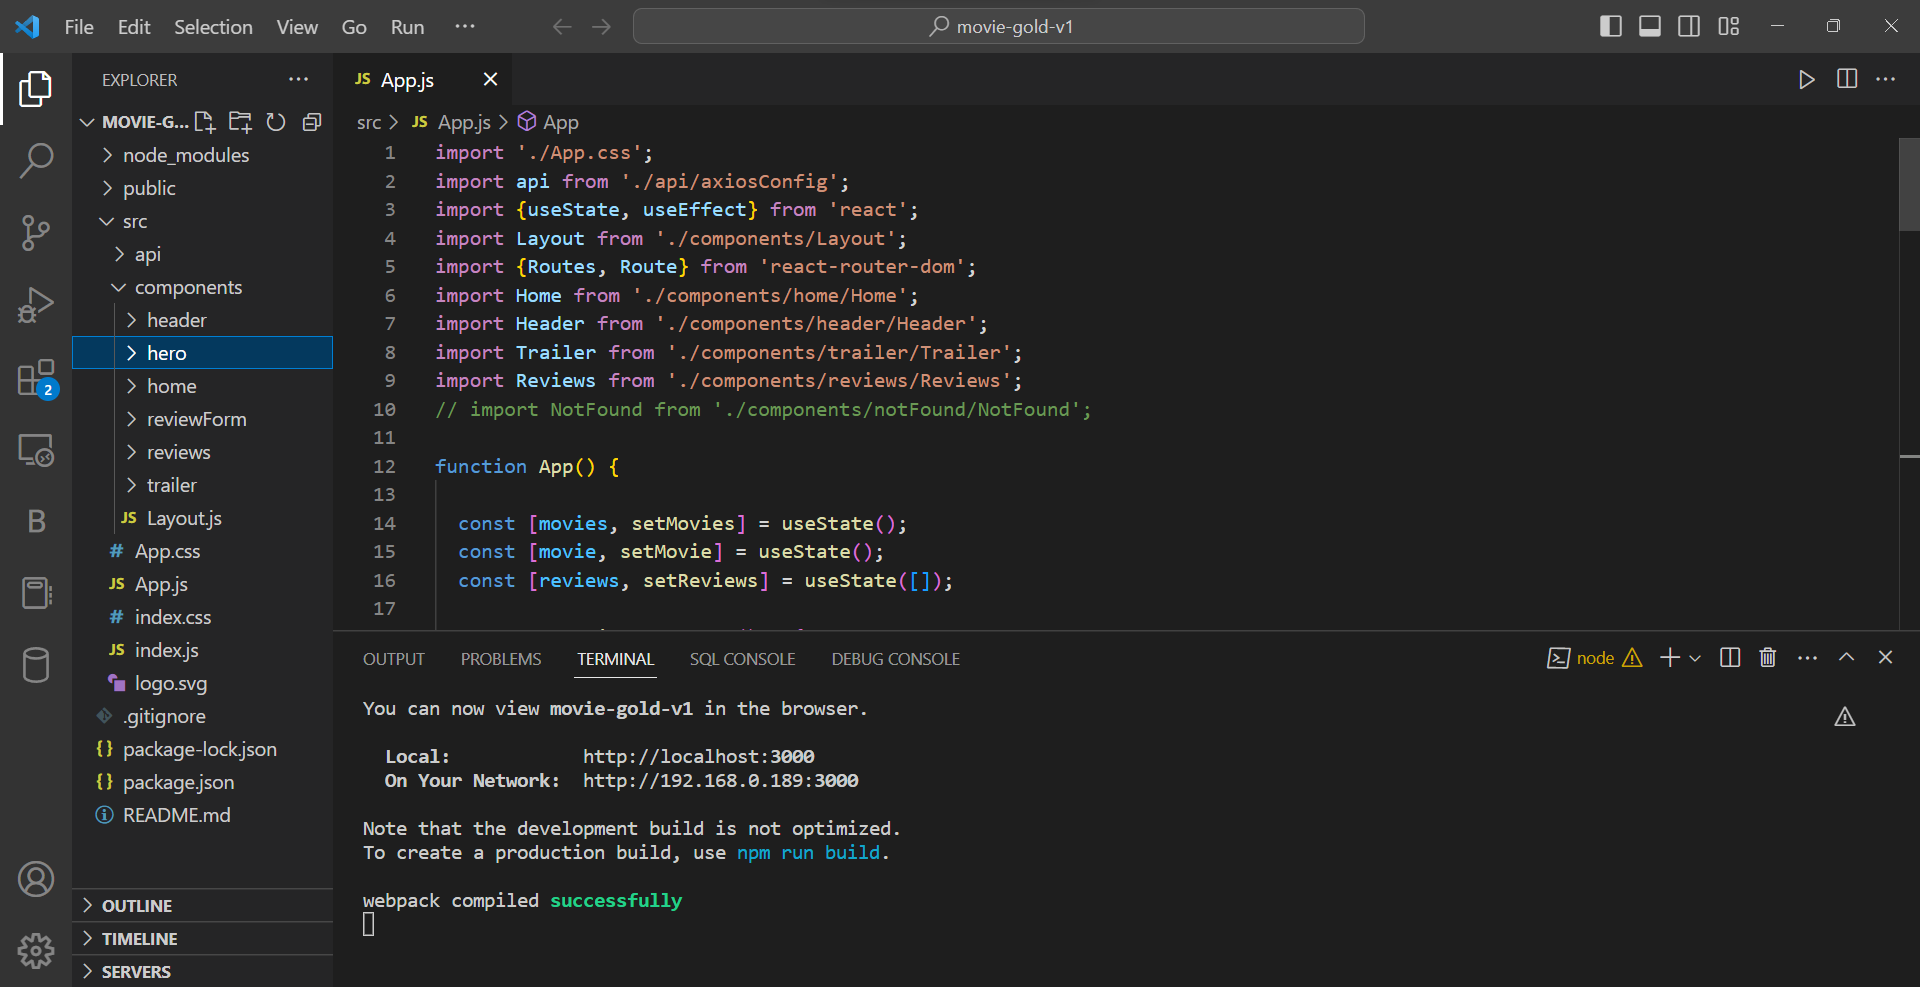 File Edit Selection View Go Run ···
movie-gold-v1
EXPLORER
MOVIE-G...
node_modules
public
src
api
components
header
hero
home
reviewForm
reviews
trailer
JS Layout.js
# App.css
JS App.js
# index.css
JS index.js
logo.svg
.gitignore
{} package-lock.json
{} package.json
README.md
OUTLINE
TIMELINE
SERVERS
2
B
JS App.js
src > JS App.js > App
1 import './App.css';
2 import api from './api/axiosConfig';
3 import {useState, useEffect} from 'react';
4 import Layout from './components/Layout';
5 import {Routes, Route} from 'react-router-dom';
6 import Home from './components/home/Home';
7 import Header from './components/header/Header';
8 import Trailer from './components/trailer/Trailer';
9 import Reviews from './components/reviews/Reviews';
10 // import NotFound from './components/notFound/NotFound';
11
12 function App() {
13
14 const [movies, setMovies] = useState();
15 const [movie, setMovie] = useState();
16 const [reviews, setReviews] = useState([]);
17
OUTPUT PROBLEMS TERMINAL SQL CONSOLE DEBUG CONSOLE
node
You can now view movie-gold-v1 in the browser.
Local: http://localhost:3000
On Your Network: http://192.168.0.189:3000
Note that the development build is not optimized.
To create a production build, use npm run build.
webpack compiled successfully